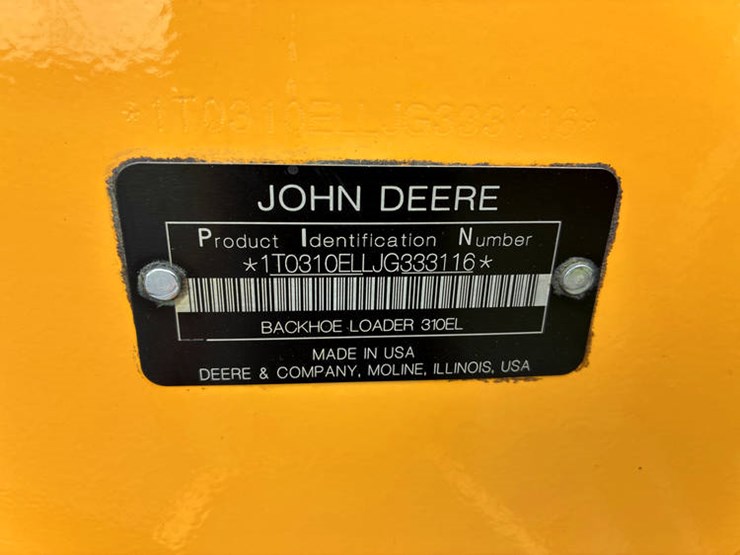 *1T0310ELLJG333116*
JOHN DEERE
Product Identification Number
*1T0310ELLJG333116*
BACKHOE LOADER 310EL
MADE IN USA
DEERE & COMPANY, MOLINE, ILLINOIS, USA